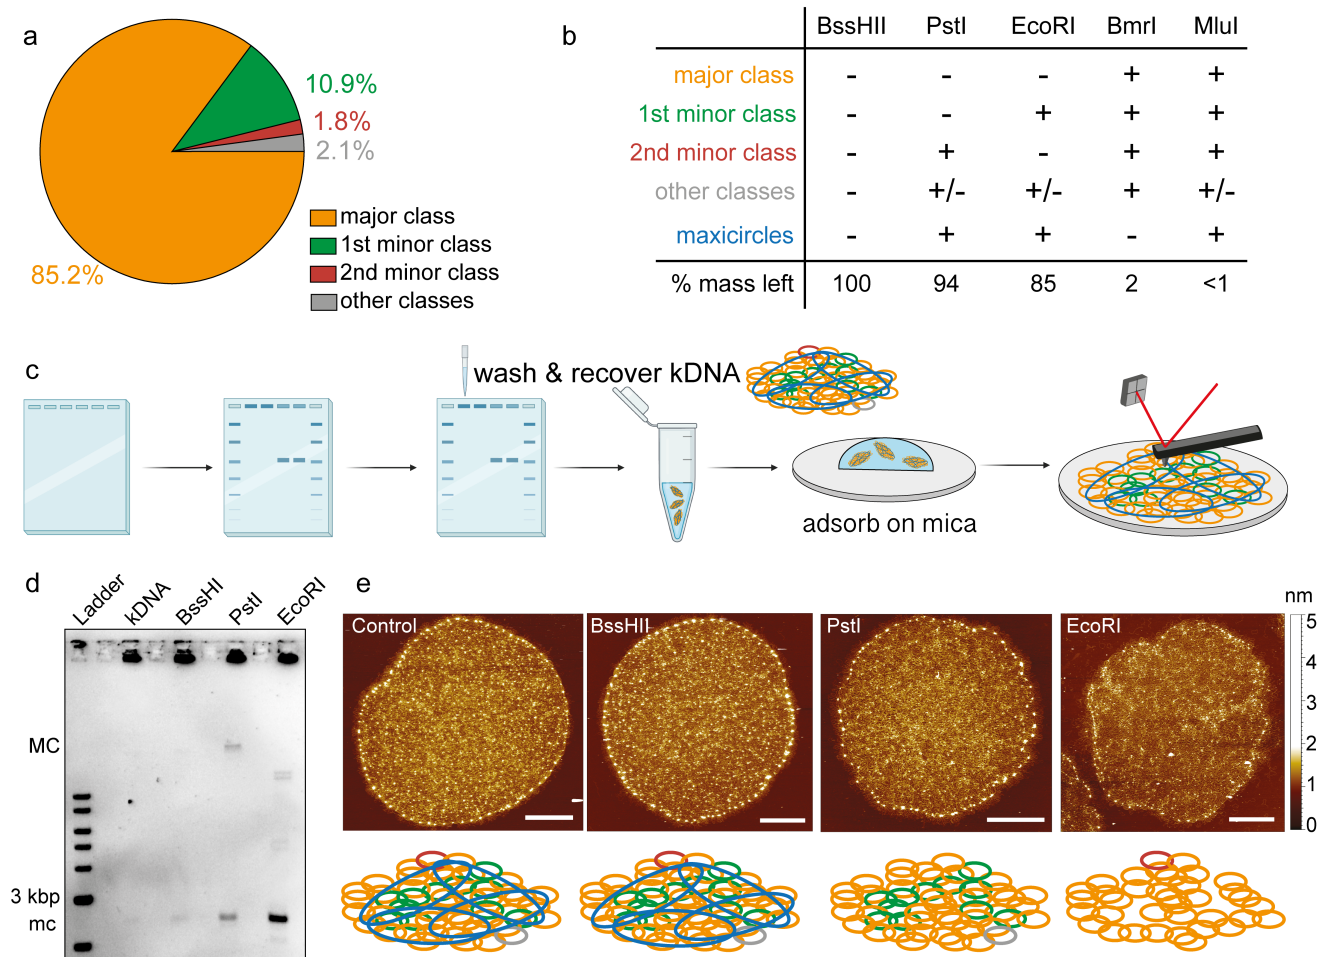 a
10.9%
1.8%
2.1%
85.2%
major class
1st minor class
2nd minor class
other classes
b
BssHII PstI EcoRI BmrI MluI
major class - - - + +
1st minor class - - + + +
2nd minor class - + - + +
other classes - +/- +/- + +/-
maxicircles - + + - +
% mass left 100 94 85 2 <1
c
wash & recover kDNA
adsorb on mica
d
Ladder kDNA BssHI PstI EcoRI
MC
3 kbp
mc
e
Control BssHII PstI EcoRI
nm
5
4
3
2
1
0